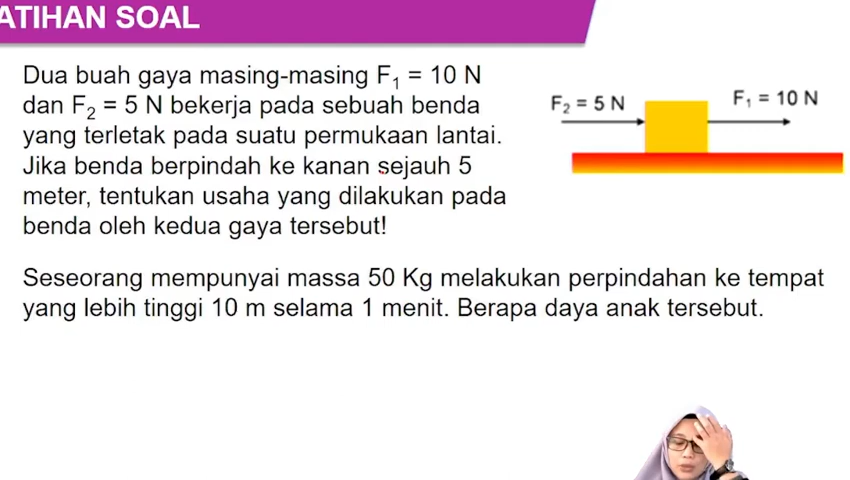 ATIHAN SOAL
Dua buah gaya masing-masing F₁ = 10 N
dan F₂ = 5 N bekerja pada sebuah benda
yang terletak pada suatu permukaan lantai.
Jika benda berpindah ke kanan sejauh 5
meter, tentukan usaha yang dilakukan pada
benda oleh kedua gaya tersebut!
F₂ = 5 N
F₁ = 10 N
Seseorang mempunyai massa 50 Kg melakukan perpindahan ke tempat
yang lebih tinggi 10 m selama 1 menit. Berapa daya anak tersebut.